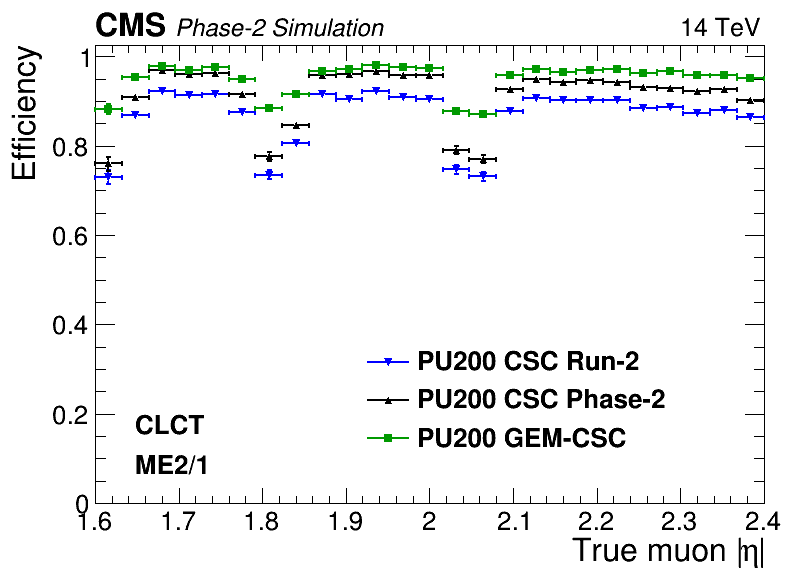 CMS Phase-2 Simulation 14 TeV
Efficiency
1
0.8
0.6
0.4
0.2
0
PU200 CSC Run-2
PU200 CSC Phase-2
PU200 GEM-CSC
CLCT
ME2/1
1.6 1.7 1.8 1.9 2 2.1 2.2 2.3 2.4
True muon |η|